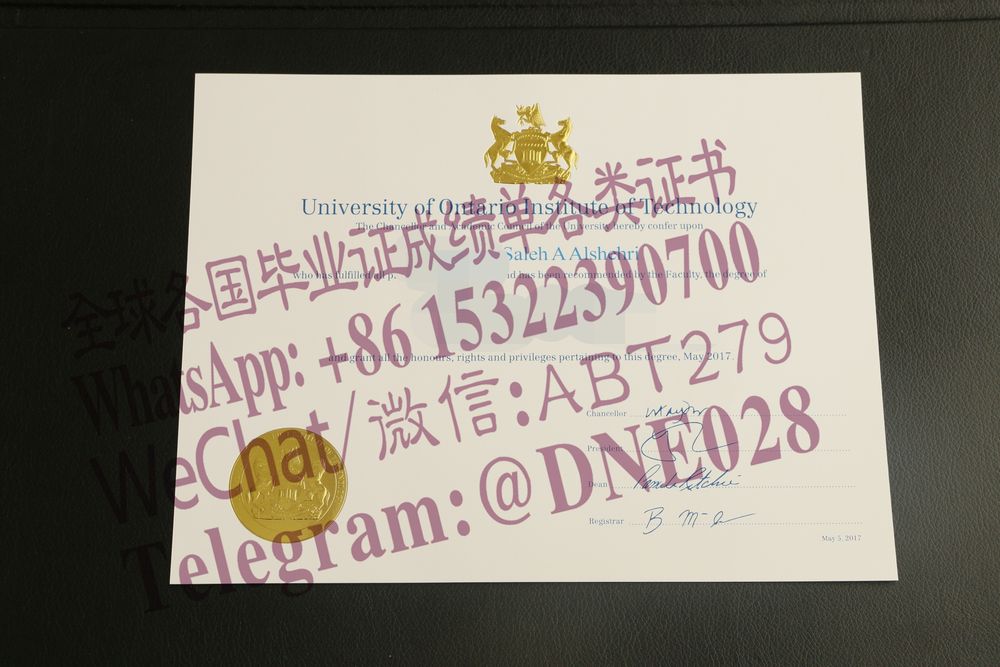 University of Ontario Institute of Technology
The Chancellor and Academic Council of the University hereby confer upon
Saleh A Alshehri
who has fulfilled all p nd has been recommended by the Faculty, the degree of
and grant all the honours, rights and privileges pertaining to this degree, May 2017.
Chancellor
President
Dean
Registrar
May 5, 2017
全球各国毕业证成绩单各类证书
WhatsApp: +86 15322390700
WeChat/微信:ABT279
Telegram:@DNE028